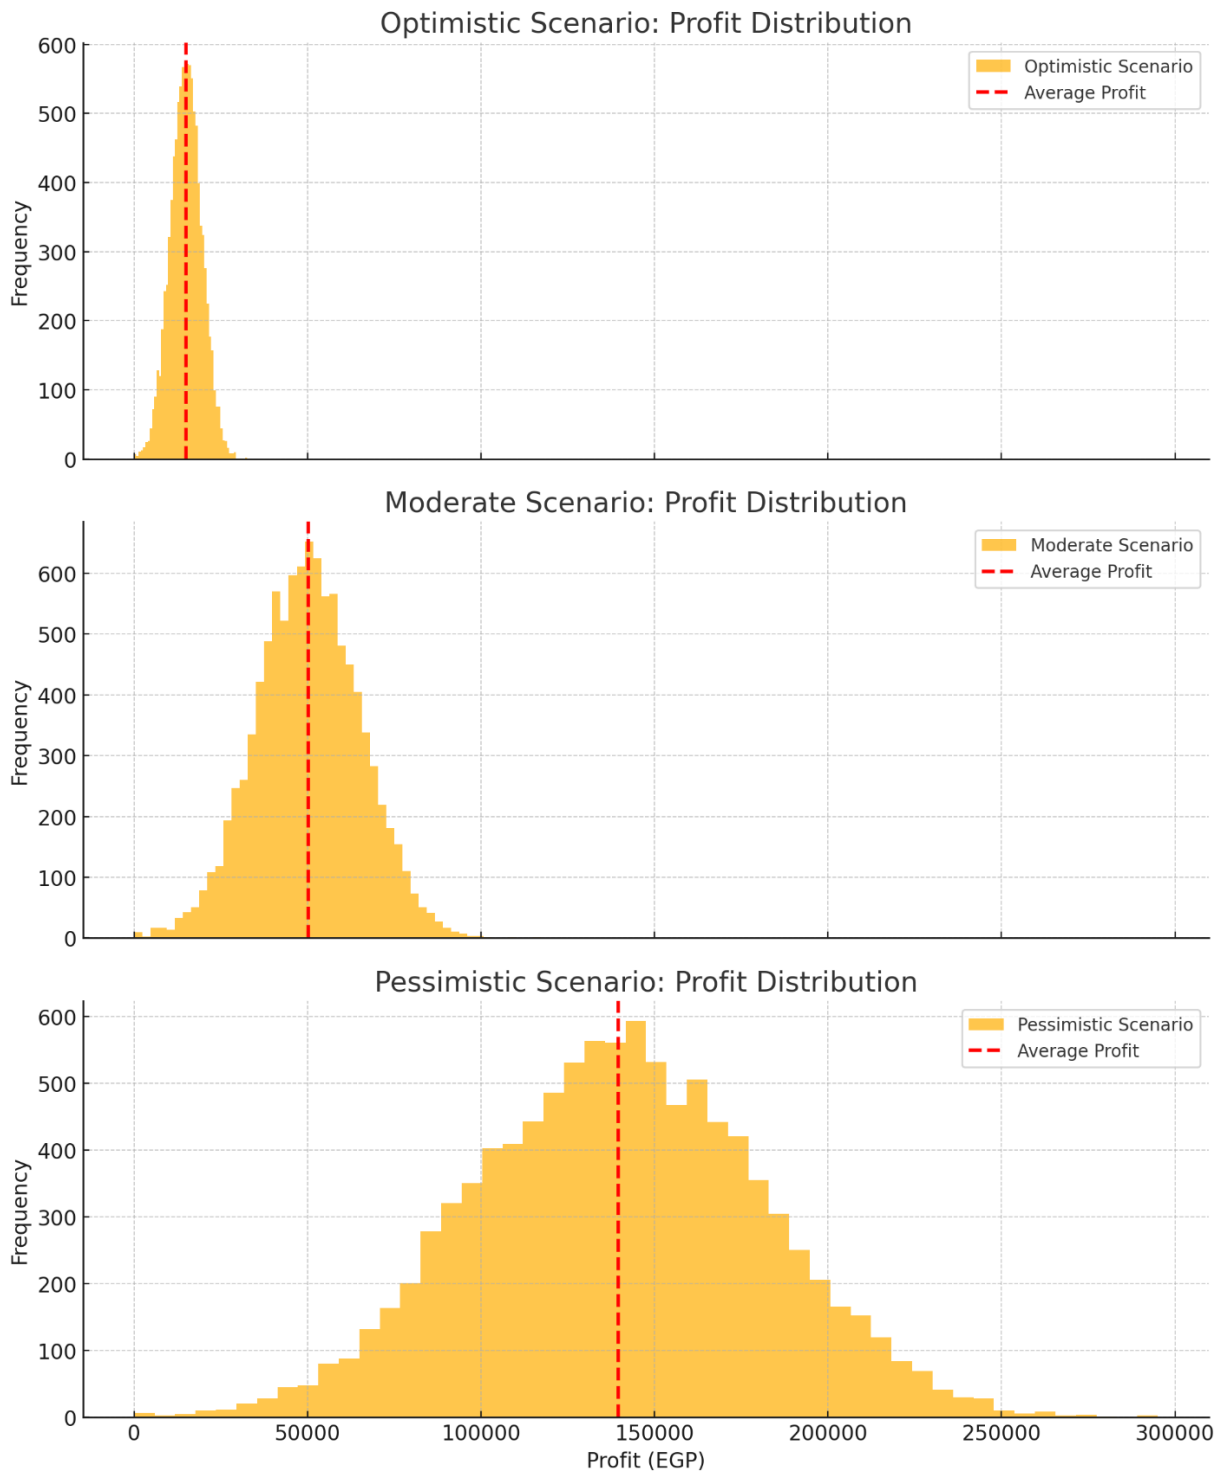 Optimistic Scenario: Profit Distribution
600
500
400
300
200
100
0
Frequency
Optimistic Scenario
Average Profit
Moderate Scenario: Profit Distribution
600
500
400
300
200
100
0
Frequency
Moderate Scenario
Average Profit
Pessimistic Scenario: Profit Distribution
600
500
400
300
200
100
0
Frequency
Pessimistic Scenario
Average Profit
0 50000 100000 150000 200000 250000 300000
Profit (EGP)